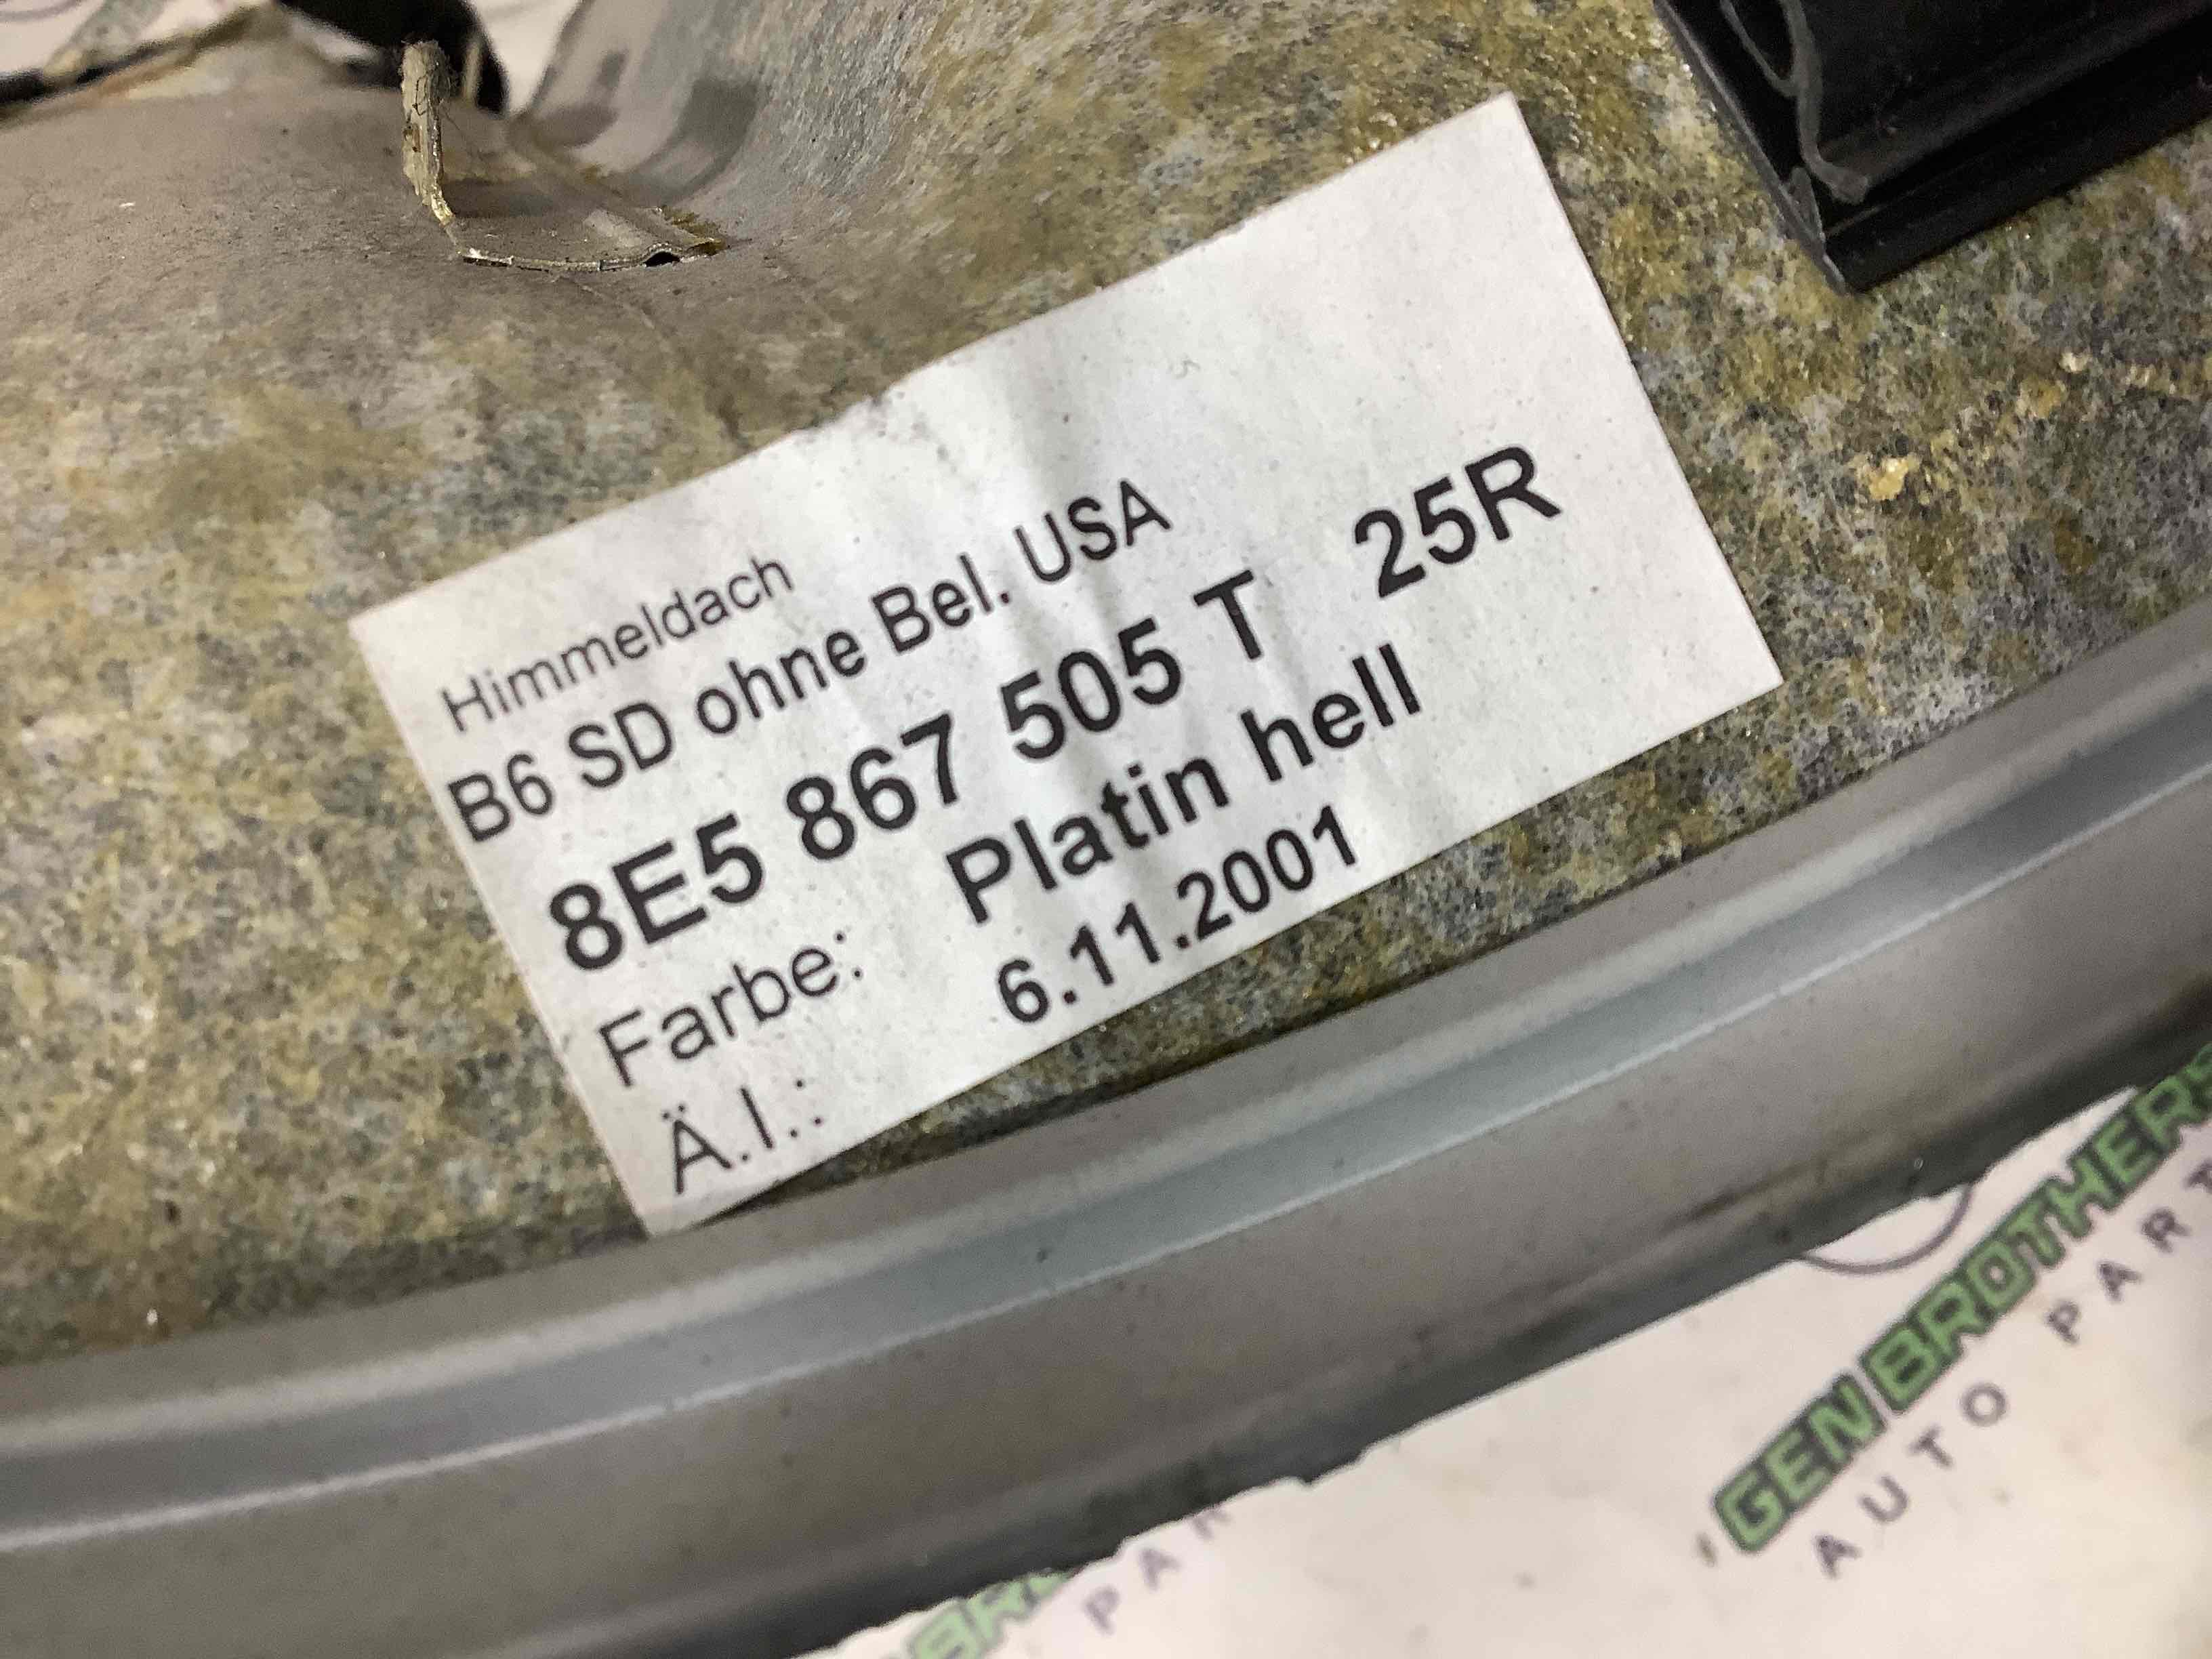 Himmeldach
B6 SD ohne Bel. USA
8E5 867 505 T 25R
Farbe: Platin hell
Ä.I.: 6.11.2001
GEN BROTHERS
AUTO PART
PAR